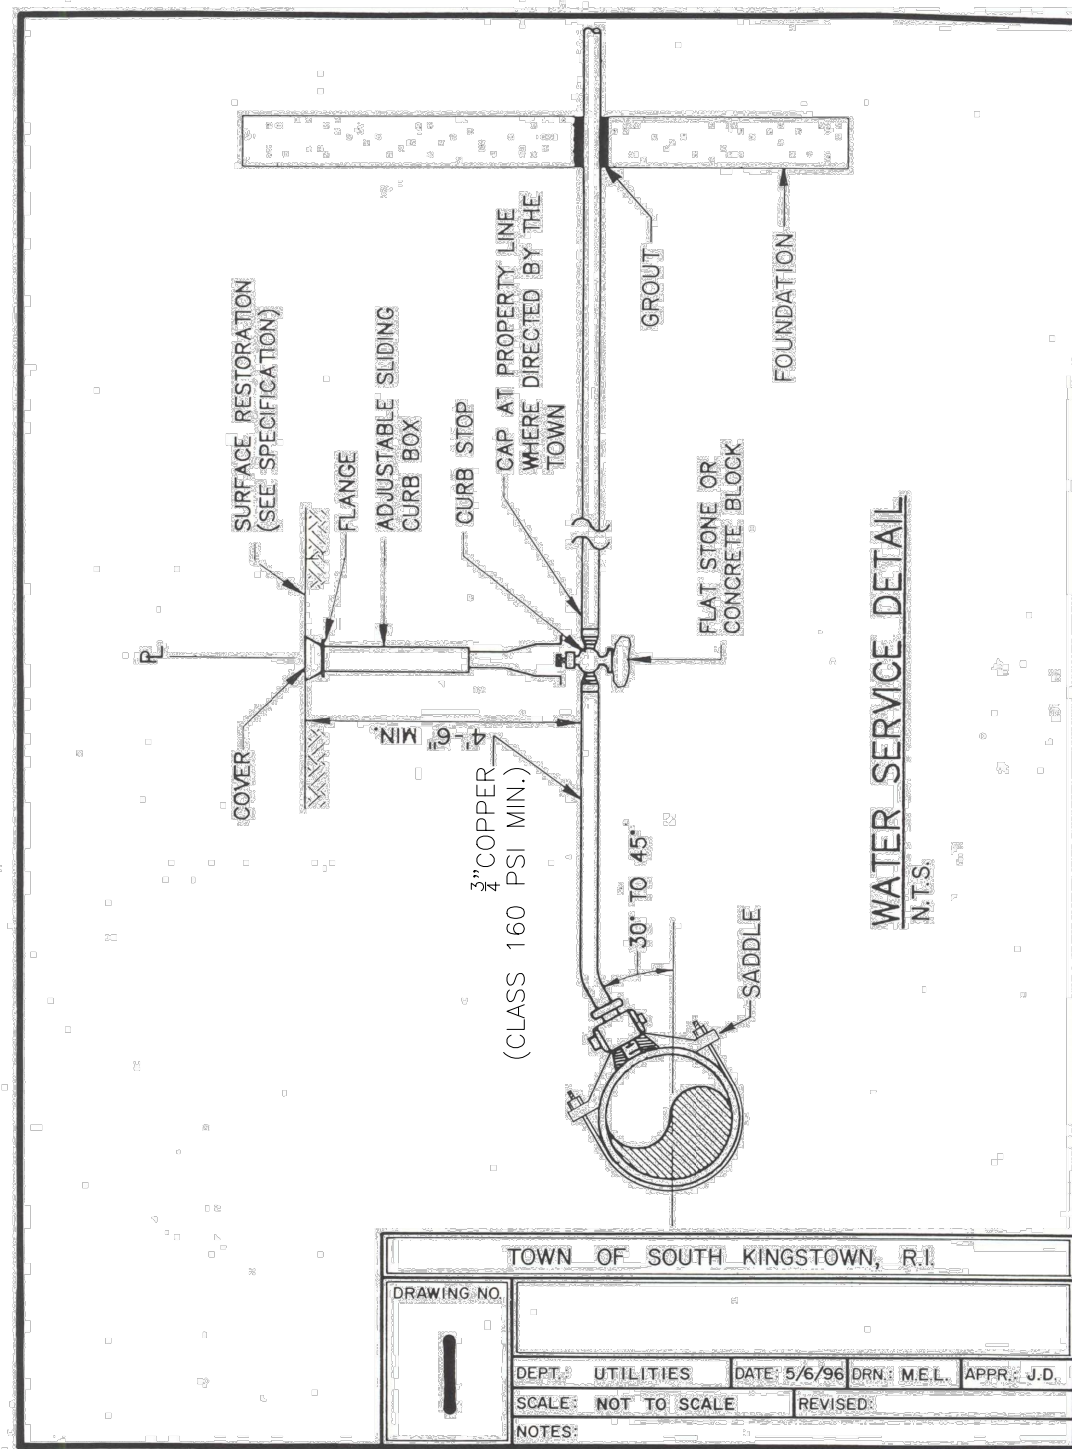 SURFACE RESTORATION
(SEE SPECIFICATION)
FLANGE
ADJUSTABLE SLIDING
CURB BOX
CURB STOP
CAP AT PROPERTY LINE
WHERE DIRECTED BY THE
TOWN
GROUT
FOUNDATION
PL
COVER
4'-6"
MIN.
FLAT STONE OR
CONCRETE BLOCK
3/4" COPPER
(CLASS 160 PSI MIN.)
30° TO 45°
SADDLE
WATER SERVICE DETAIL
N.T.S.
TOWN OF SOUTH KINGSTOWN, R.I.
DRAWING NO.
1
DEPT.: UTILITIES DATE: 5/6/96 DRN.: M.E.L. APPR.: J.D.
SCALE: NOT TO SCALE REVISED:
NOTES: